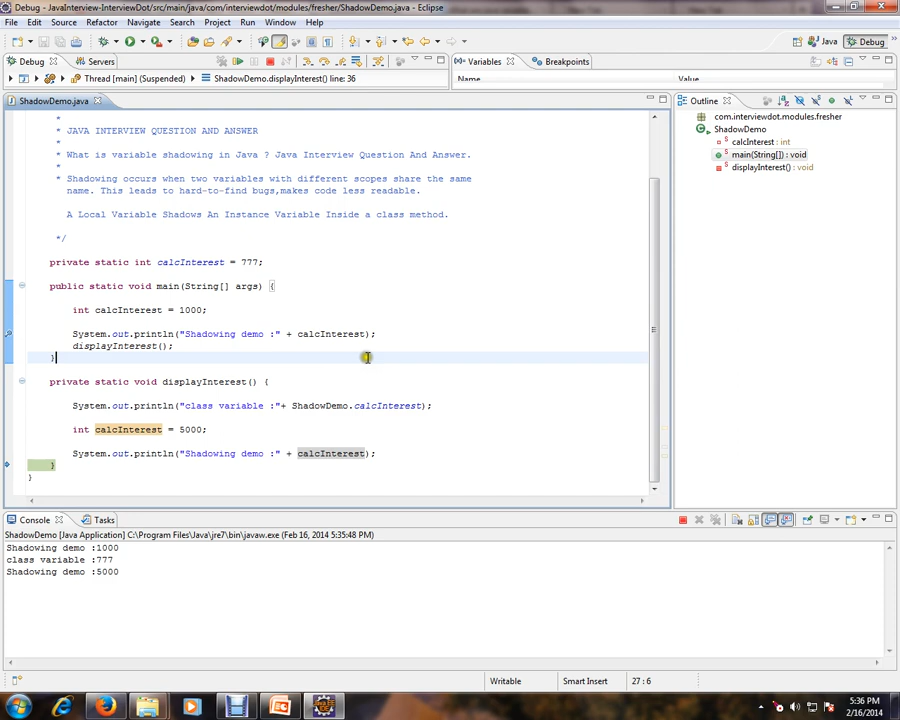 Debug - JavaInterview-InterviewDot/src/main/java/com/interviewdot/modules/fresher/ShadowDemo.java - Eclipse
File Edit Source Refactor Navigate Search Project Run Window Help
Java Debug
Debug Servers
Variables Breakpoints
Thread [main] (Suspended) ShadowDemo.displayInterest() line: 36
Name Value
ShadowDemo.java
Outline
*
* JAVA INTERVIEW QUESTION AND ANSWER
*
* What is variable shadowing in Java ? Java Interview Question And Answer.
*
* Shadowing occurs when two variables with different scopes share the same
name. This leads to hard-to-find bugs,makes code less readable.
A Local Variable Shadows An Instance Variable Inside a class method.
*/
private static int calcInterest = 777;
public static void main(String[] args) {
int calcInterest = 1000;
System.out.println("Shadowing demo :" + calcInterest);
displayInterest();
}
private static void displayInterest() {
System.out.println("class variable :"+ ShadowDemo.calcInterest);
int calcInterest = 5000;
System.out.println("Shadowing demo :" + calcInterest);
}
}
com.interviewdot.modules.fresher
ShadowDemo
calcInterest : int
main(String[]) : void
displayInterest() : void
Console Tasks
ShadowDemo [Java Application] C:\Program Files\Java\jre7\bin\javaw.exe (Feb 16, 2014 5:35:48 PM)
Shadowing demo :1000
class variable :777
Shadowing demo :5000
Writable Smart Insert 27 : 6
5:36 PM
2/16/2014